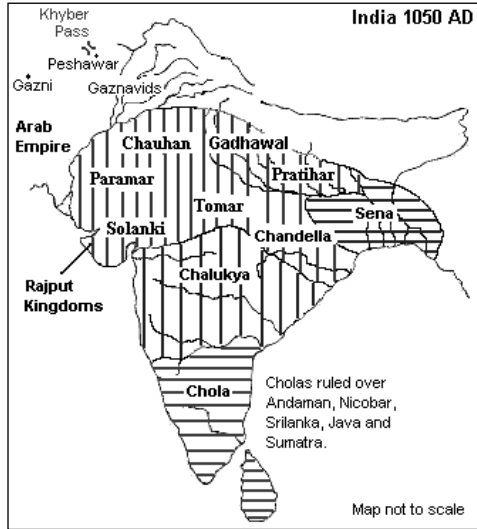 India 1050 AD
Khyber
Pass
Peshawar
Gazni
Gaznavids
Arab
Empire
Chauhan
Gadhawal
Pratihar
Paramar
Tomar
Sena
Solanki
Chandella
Rajput
Kingdoms
Chalukya
Chola
Cholas ruled over
Andaman, Nicobar,
Srilanka, Java and
Sumatra.
Map not to scale